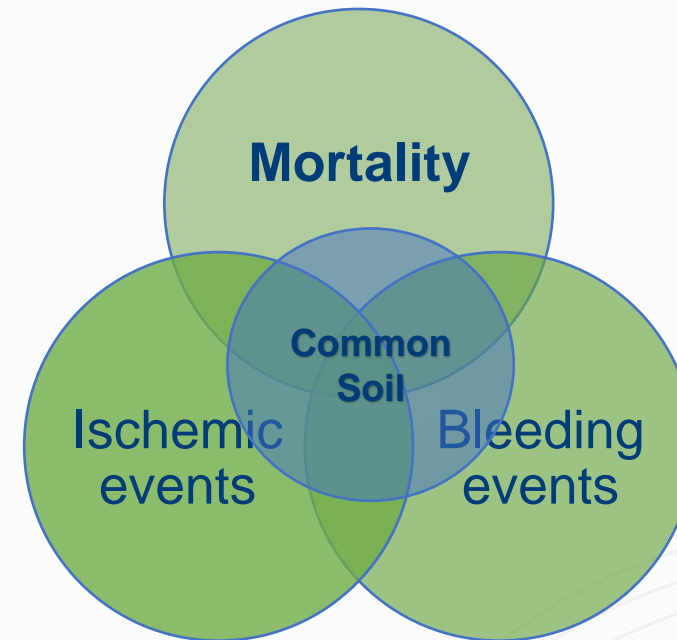 Mortality
Common
Soil
Ischemic
events
Bleeding
events